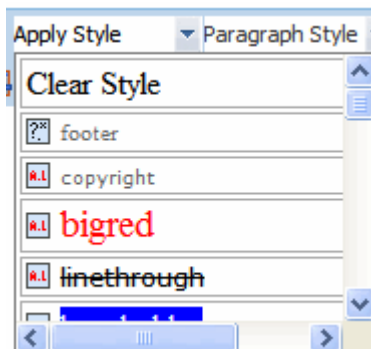 Apply Style Paragraph Style
Clear Style
footer
copyright
A.L
bigred
A.L
linethrough
A.L